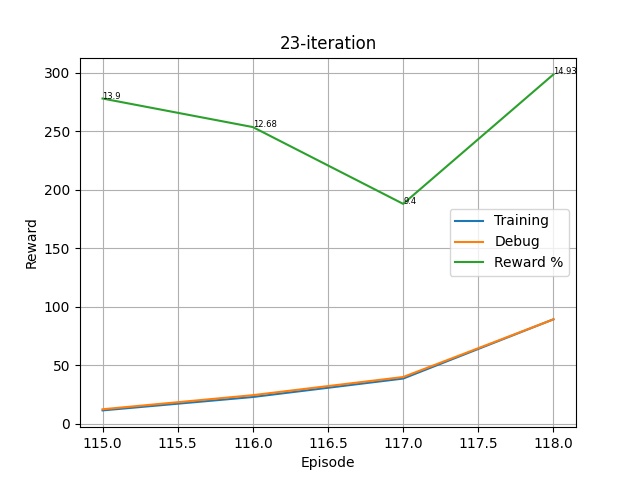 23-iteration
300
250
200
150
100
50
0
Reward
13.9
12.68
9.4
14.93
Training
Debug
Reward %
115.0 115.5 116.0 116.5 117.0 117.5 118.0
Episode